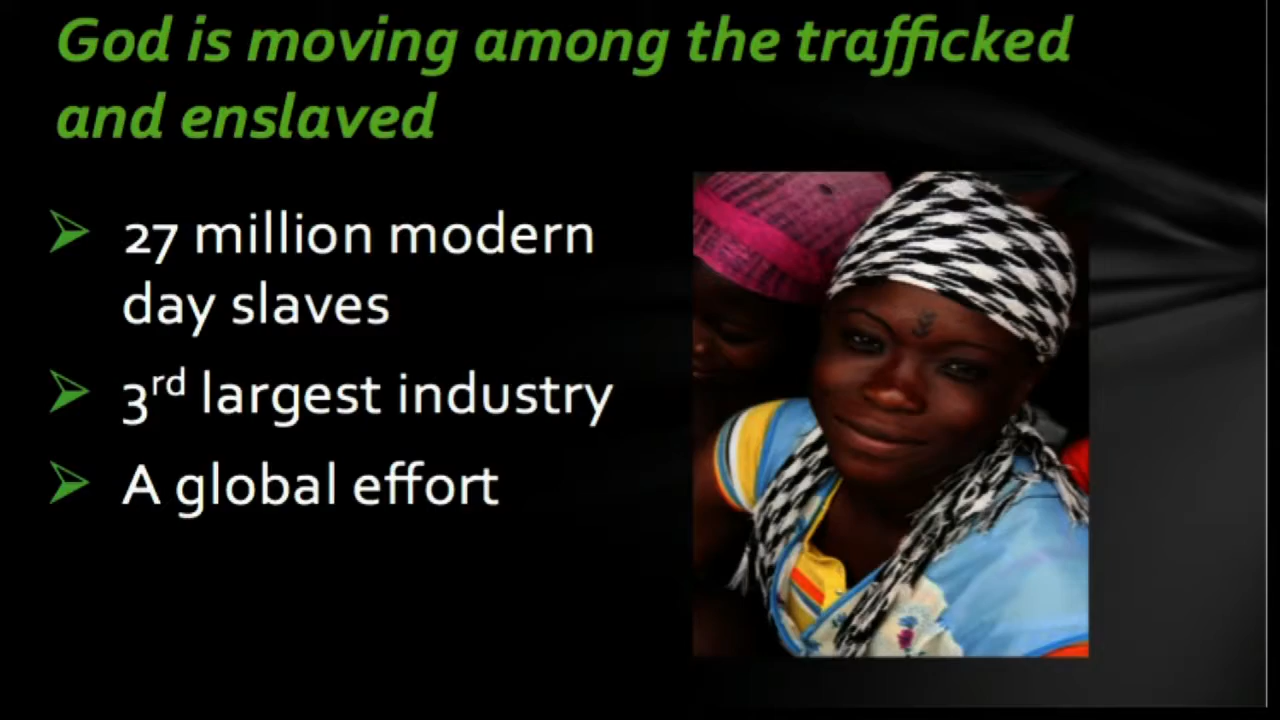 God is moving among the trafficked
and enslaved
27 million modern
day slaves
3rd largest industry
A global effort